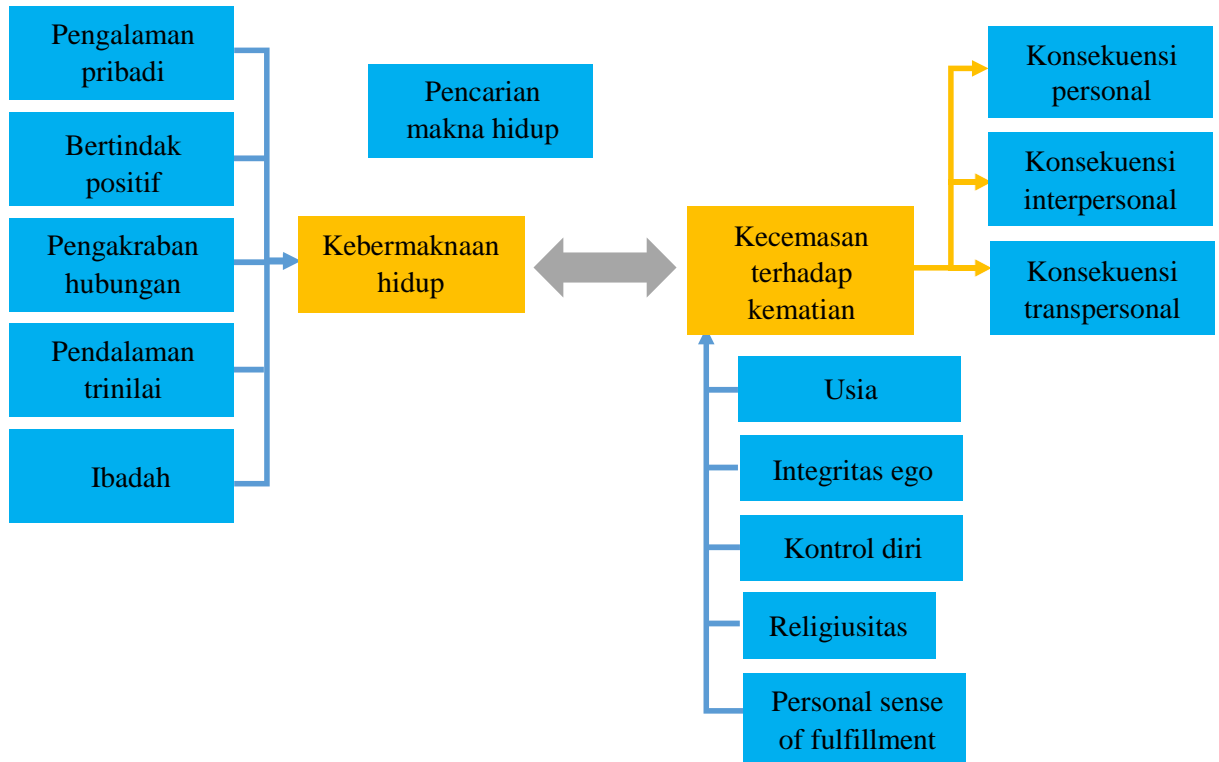 Pengalaman
pribadi
Bertindak
positif
Pengakraban
hubungan
Pendalaman
trinilai
Ibadah
Pencarian
makna hidup
Kebermaknaan
hidup
Kecemasan
terhadap
kematian
Konsekuensi
personal
Konsekuensi
interpersonal
Konsekuensi
transpersonal
Usia
Integritas ego
Kontrol diri
Religiusitas
Personal sense
of fulfillment